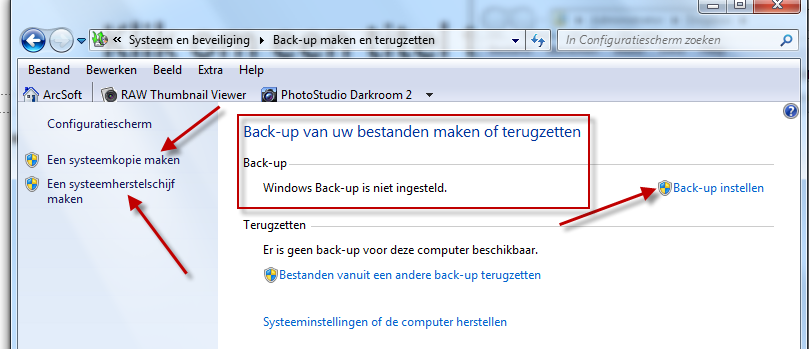 « Systeem en beveiliging ▸ Back-up maken en terugzetten
In Configuratiescherm zoeken
Bestand Bewerken Beeld Extra Help
ArcSoft RAW Thumbnail Viewer PhotoStudio Darkroom 2
Configuratiescherm
Een systeemkopie maken
Een systeemherstelschijf
maken
Back-up van uw bestanden maken of terugzetten
Back-up
Windows Back-up is niet ingesteld.
Back-up instellen
Terugzetten
Er is geen back-up voor deze computer beschikbaar.
Bestanden vanuit een andere back-up terugzetten
Systeeminstellingen of de computer herstellen